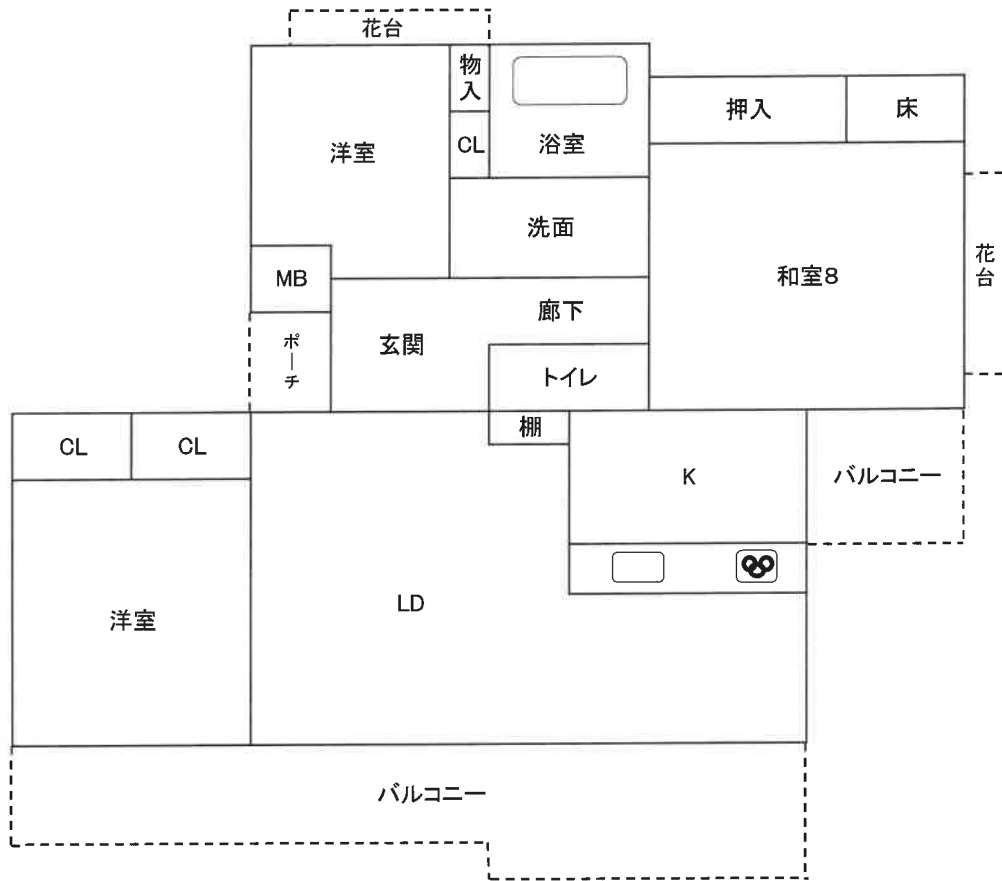 花台
物入
押入
床
洋室
CL
浴室
洗面
花台
MB
和室8
廊下
ポーチ
玄関
トイレ
棚
CL
CL
K
バルコニー
LD
洋室
バルコニー